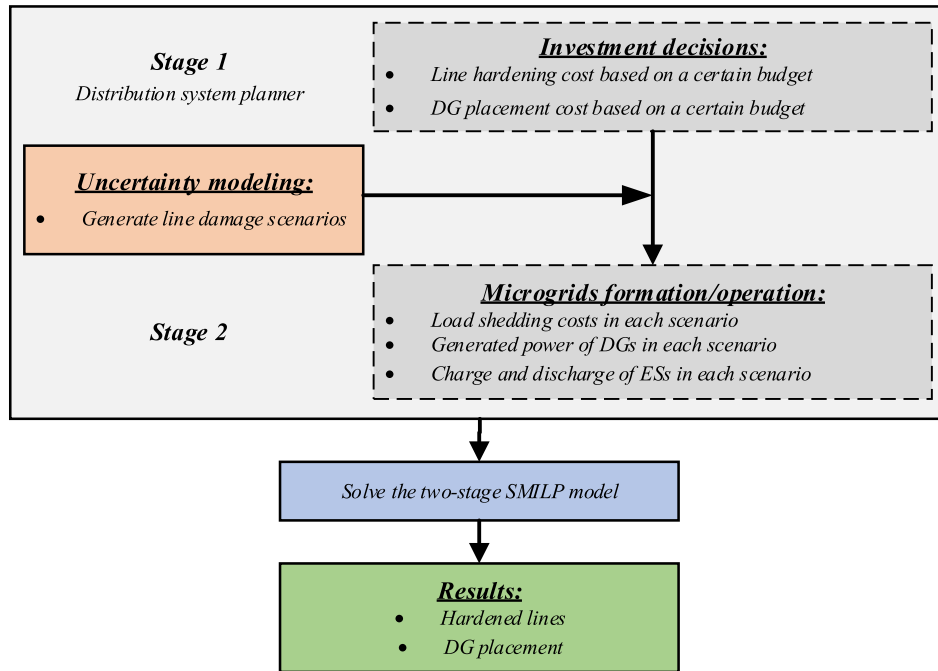 Stage 1
Distribution system planner
Investment decisions:
• Line hardening cost based on a certain budget
• DG placement cost based on a certain budget
Uncertainty modeling:
• Generate line damage scenarios
Stage 2
Microgrids formation/operation:
• Load shedding costs in each scenario
• Generated power of DGs in each scenario
• Charge and discharge of ESs in each scenario
Solve the two-stage SMILP model
Results:
• Hardened lines
• DG placement